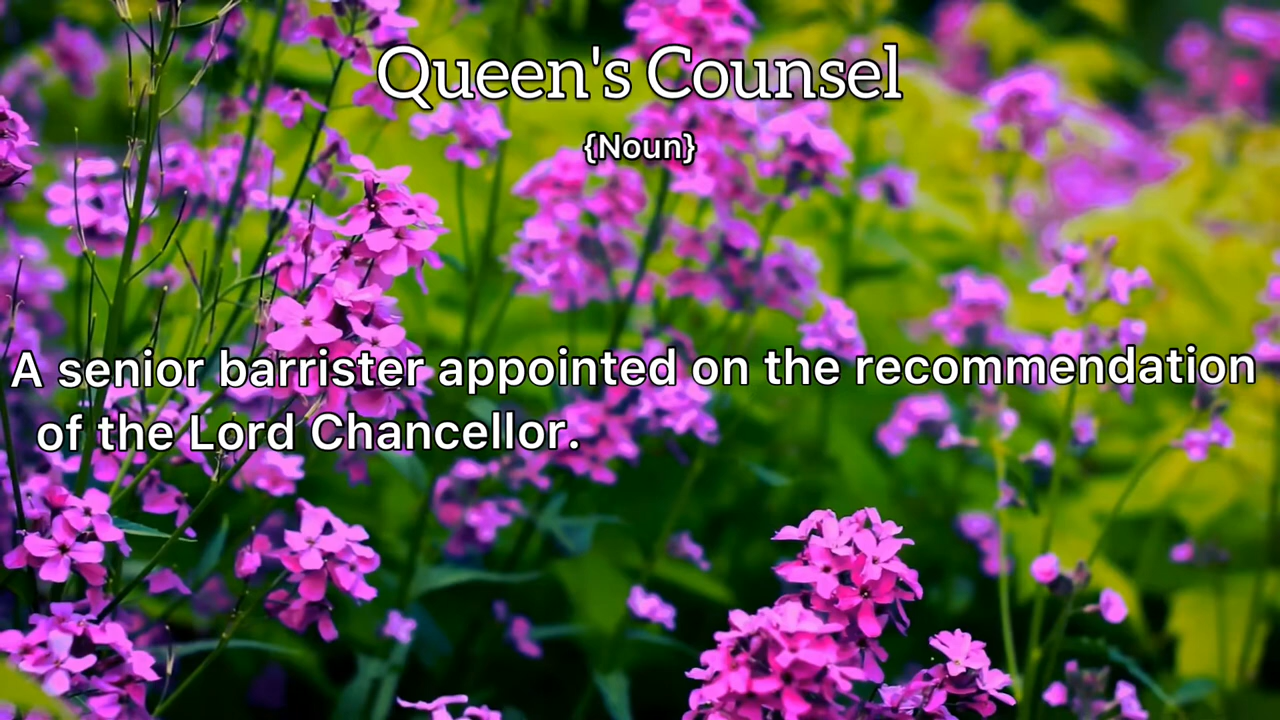 Queen's Counsel
{Noun}
A senior barrister appointed on the recommendation
of the Lord Chancellor.